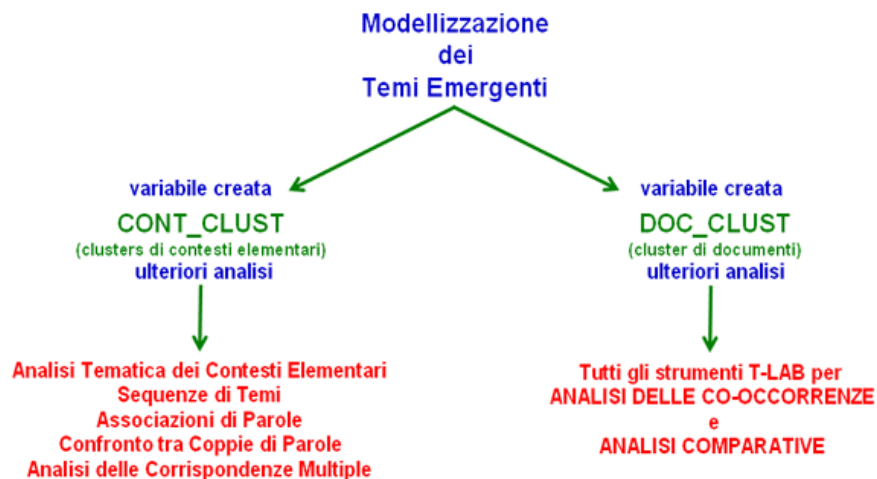 Modellizzazione
dei
Temi Emergenti
variabile creata
CONT_CLUST
(clusters di contesti elementari)
ulteriori analisi
Analisi Tematica dei Contesti Elementari
Sequenze di Temi
Associazioni di Parole
Confronto tra Coppie di Parole
Analisi delle Corrispondenze Multiple
variabile creata
DOC_CLUST
(cluster di documenti)
ulteriori analisi
Tutti gli strumenti T-LAB per
ANALISI DELLE CO-OCCORRENZE
e
ANALISI COMPARATIVE